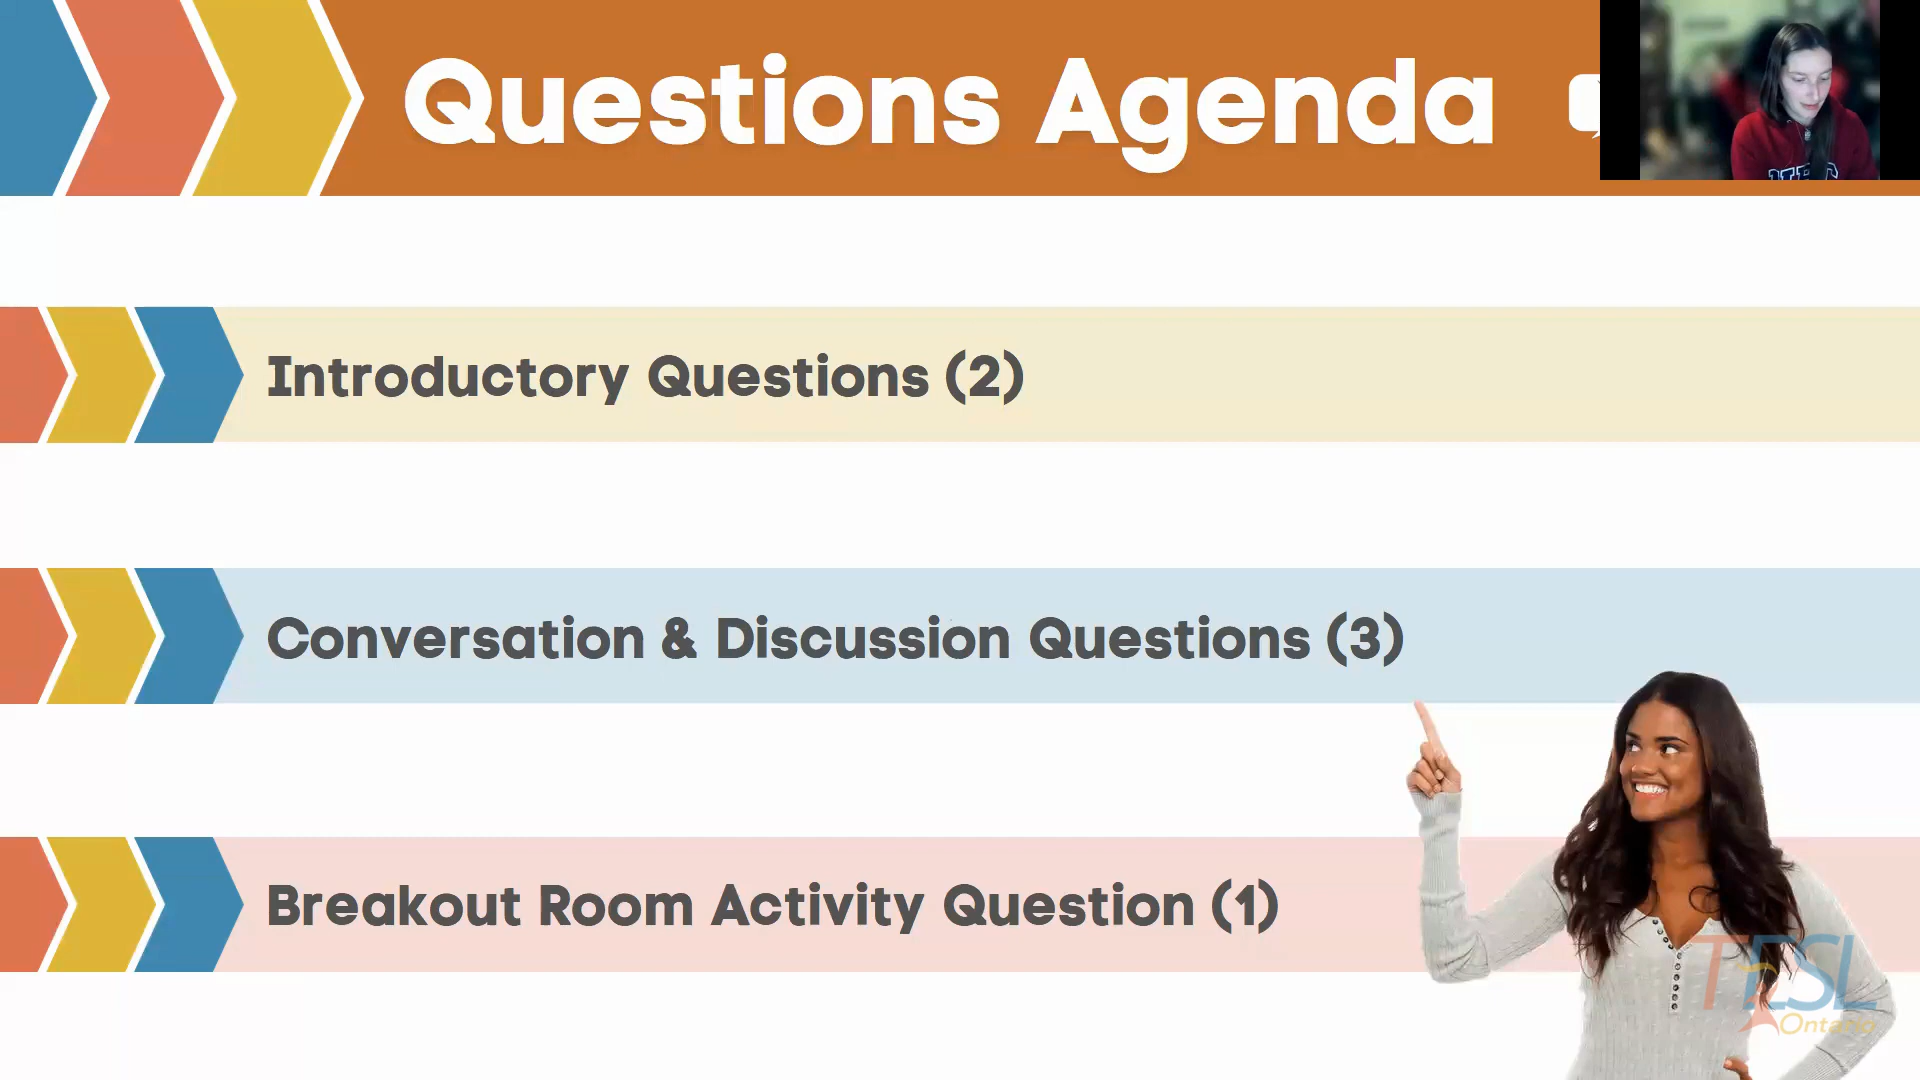 Questions Agenda
Introductory Questions (2)
Conversation & Discussion Questions (3)
Breakout Room Activity Question (1)
TESL
Ontario